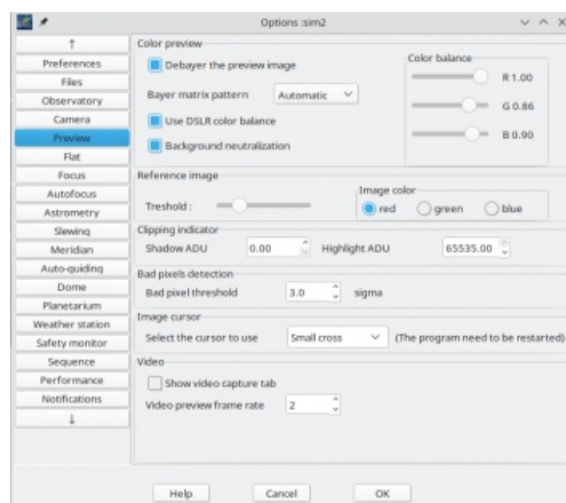 Options :sim2
↑
Preferences
Files
Observatory
Camera
Preview
Flat
Focus
Autofocus
Astrometry
Slewing
Meridian
Auto-guiding
Dome
Planetarium
Weather station
Safety monitor
Sequence
Performance
Notifications
↓
Color preview
Debayer the preview image
Bayer matrix pattern Automatic
Use DSLR color balance
Background neutralization
Color balance
R 1.00
G 0.86
B 0.90
Reference image
Treshold :
Image color
red green blue
Clipping indicator
Shadow ADU 0.00 Highlight ADU 65535.00
Bad pixels detection
Bad pixel threshold 3.0 sigma
Image cursor
Select the cursor to use Small cross (The program need to be restarted)
Video
Show video capture tab
Video preview frame rate 2
Help Cancel OK